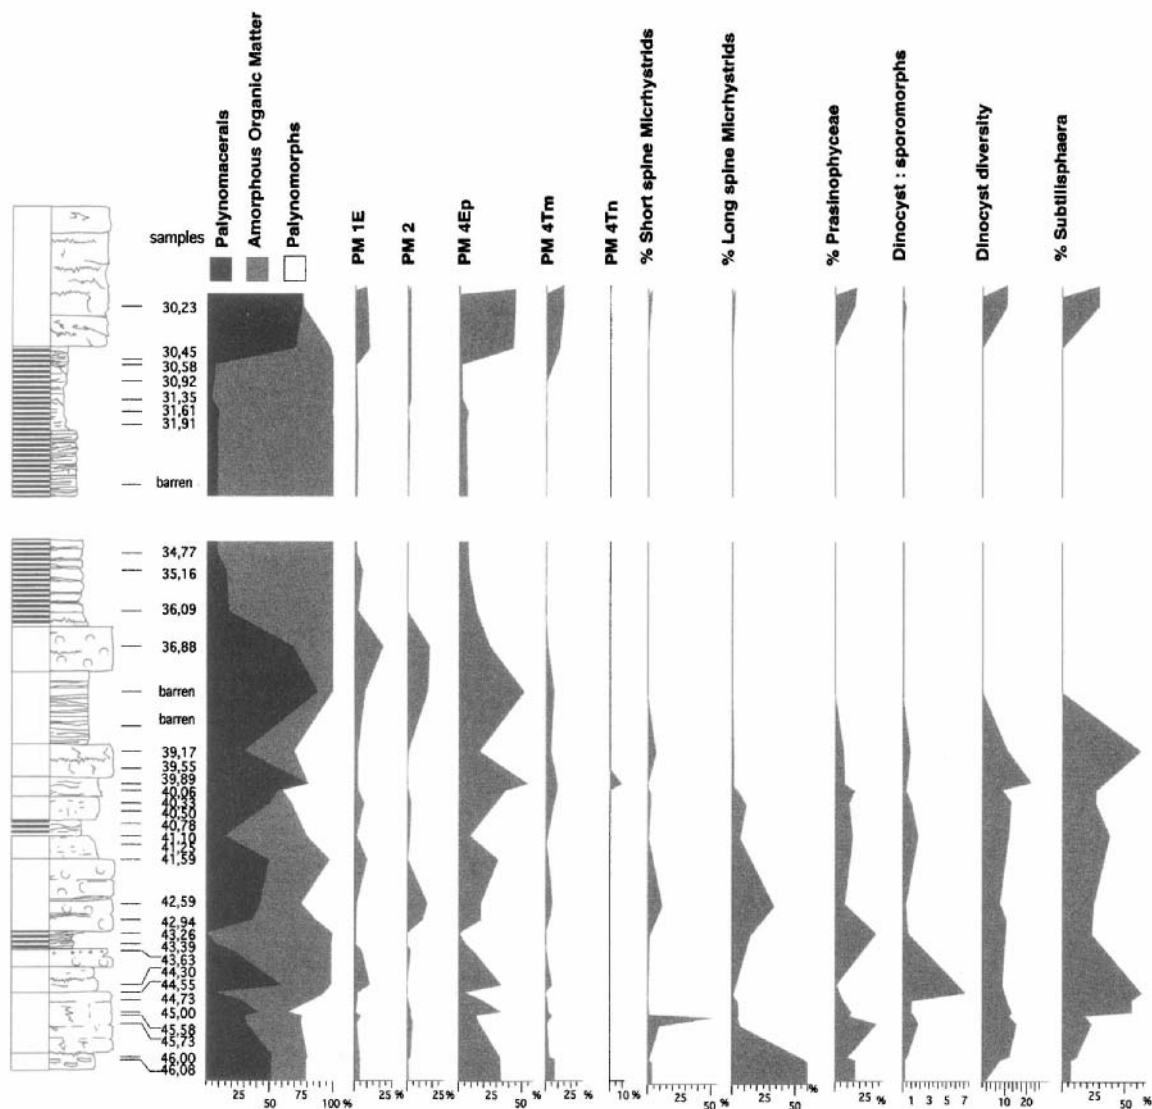 Palynomacerals
Amorphous Organic Matter
Palynomorphs
PM 1E
PM 2
PM 4Ep
PM 4Tm
PM 4Tn
% Short spine Micrhystrids
% Long spine Micrhystrids
% Prasinophyceae
Dinocyst : sporomorphs
DInocyst diversity
% Subtilisphaera
samples
30,23
30,45
30,58
30,92
31,35
31,61
31,91
barren
34,77
35,16
36,09
36,88
barren
barren
39,17
39,55
39,89
40,06
40,33
40,50
40,78
41,10
41,25
41,59
42,59
42,94
43,26
43,39
43,63
44,30
44,55
44,73
45,00
45,58
45,73
46,00
46,08
25 75
50 100 %
25 %
25%
25 50%
25%
10 %
25 50
%
25 50
%
25 %
1 3 5 7
10 20
25 50 %